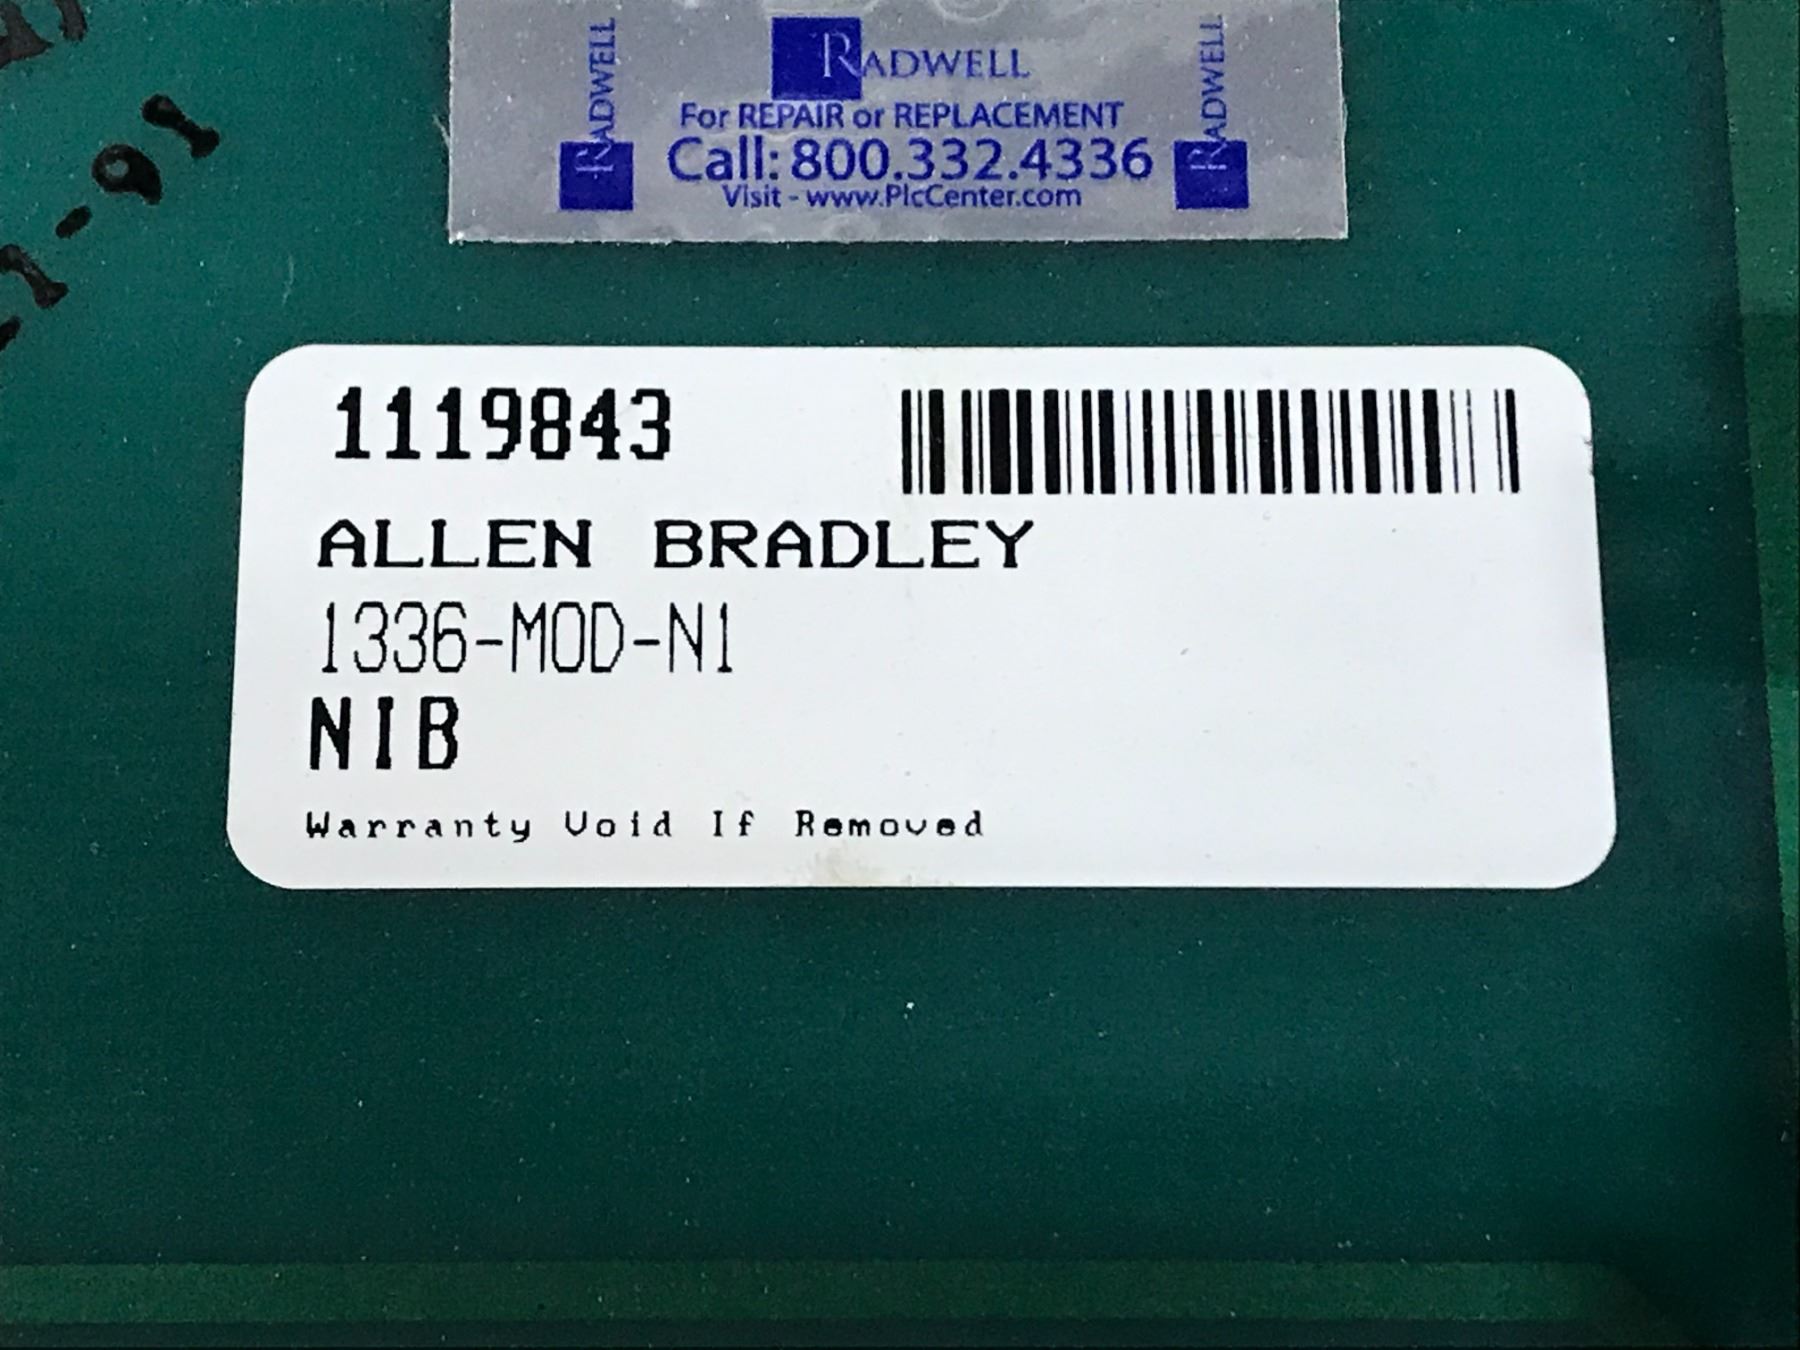 RADWELL
RADWELL
RADWELL
For REPAIR or REPLACEMENT
Call: 800.332.4336
Visit - www.PlcCenter.com
-91
1119843
ALLEN BRADLEY
1336-MOD-N1
NIB
Warranty Void If Removed